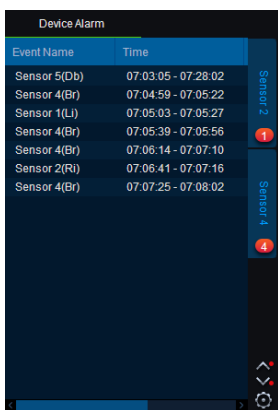 Device Alarm
Event Name Time
Sensor 5(Db) 07:03:05 - 07:28:02
Sensor 4(Br) 07:04:59 - 07:05:22
Sensor 1(Li) 07:05:03 - 07:05:27
Sensor 4(Br) 07:05:39 - 07:05:56
Sensor 4(Br) 07:06:14 - 07:07:10
Sensor 2(Ri) 07:06:41 - 07:07:16
Sensor 4(Br) 07:07:25 - 07:08:02
Sensor 2
1
Sensor 4
4